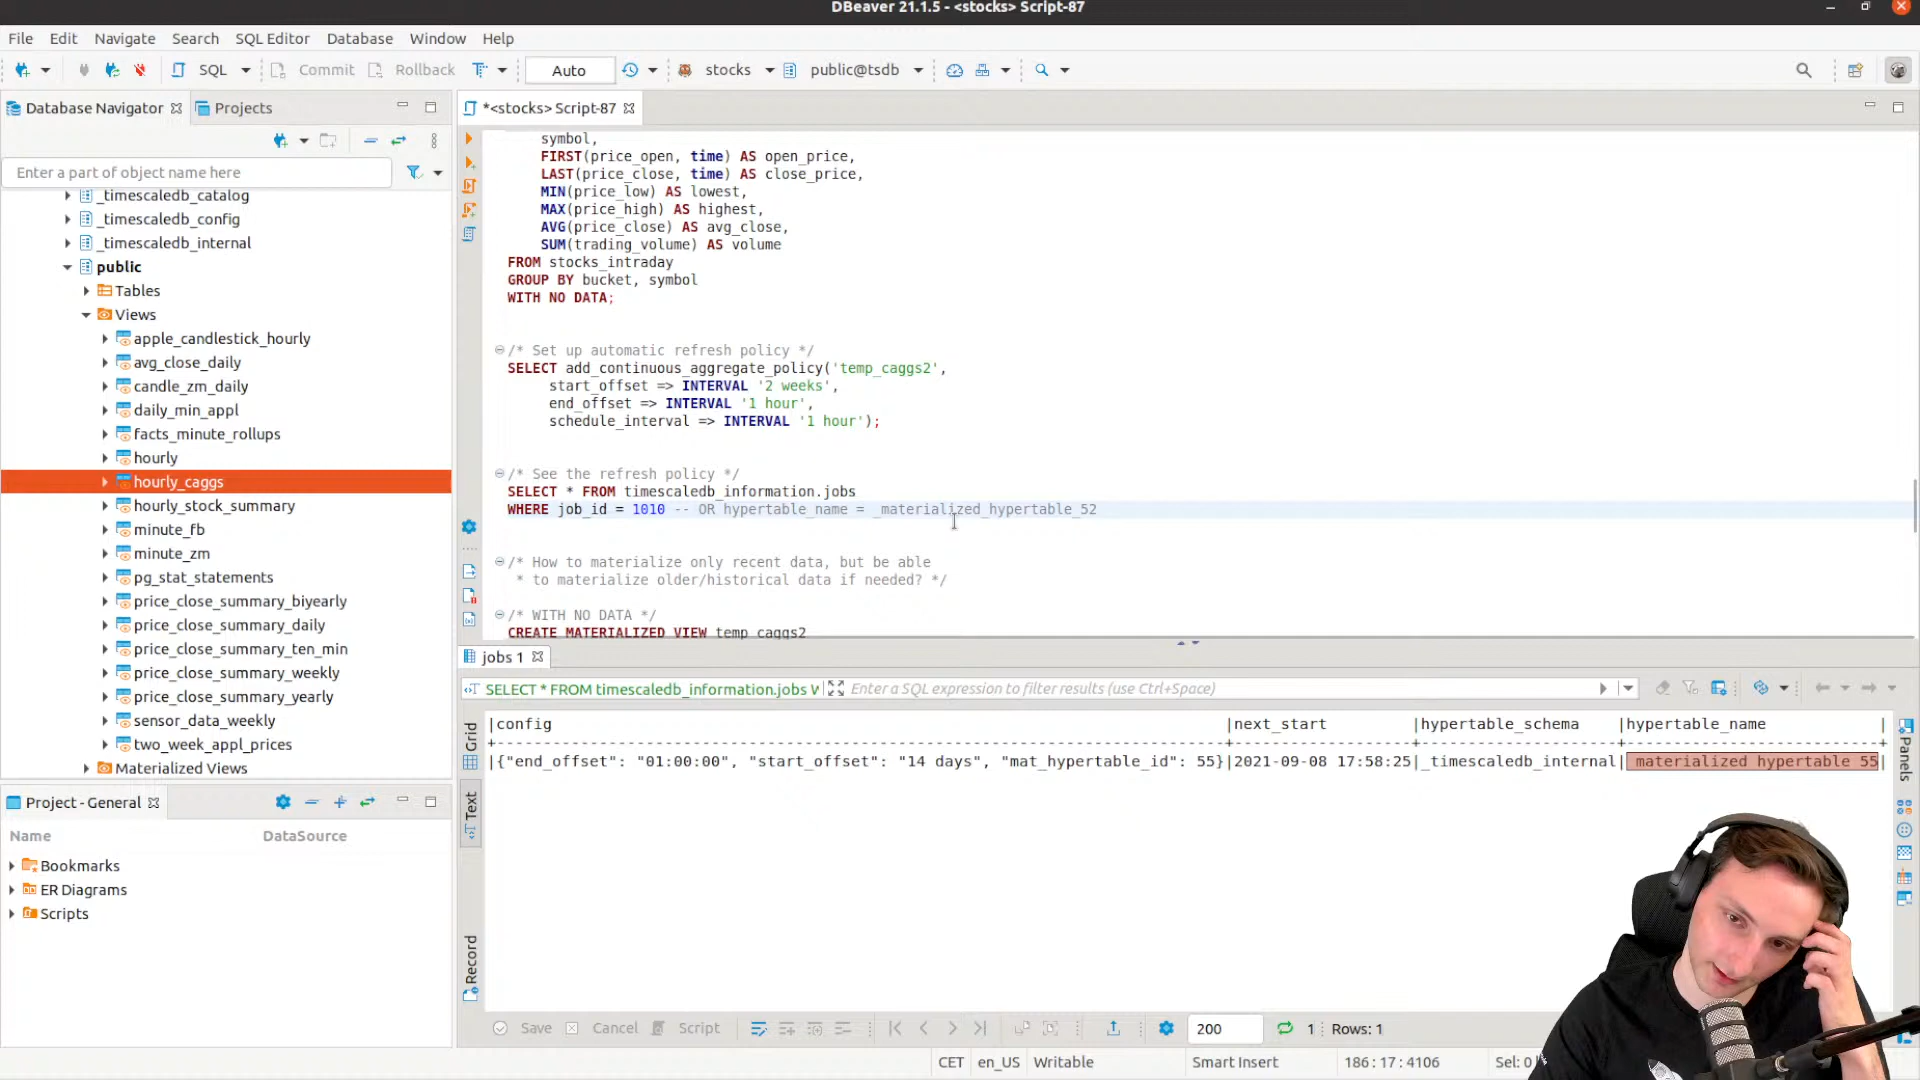 DBeaver 21.1.5 - <stocks> Script-87
File Edit Navigate Search SQL Editor Database Window Help
SQL Commit Rollback Auto stocks public@tsdb
Database Navigator Projects
Enter a part of object name here
_timescaledb_catalog
_timescaledb_config
_timescaledb_internal
public
Tables
Views
apple_candlestick_hourly
avg_close_daily
candle_zm_daily
daily_min_appl
facts_minute_rollups
hourly
hourly_caggs
hourly_stock_summary
minute_fb
minute_zm
pg_stat_statements
price_close_summary_biyearly
price_close_summary_daily
price_close_summary_ten_min
price_close_summary_weekly
price_close_summary_yearly
sensor_data_weekly
two_week_appl_prices
Materialized Views
Project - General
Name DataSource
Bookmarks
ER Diagrams
Scripts
*<stocks> Script-87
symbol,
FIRST(price_open, time) AS open_price,
LAST(price_close, time) AS close_price,
MIN(price_low) AS lowest,
MAX(price_high) AS highest,
AVG(price_close) AS avg_close,
SUM(trading_volume) AS volume
FROM stocks_intraday
GROUP BY bucket, symbol
WITH NO DATA;
/* Set up automatic refresh policy */
SELECT add_continuous_aggregate_policy('temp_caggs2',
start_offset => INTERVAL '2 weeks',
end_offset => INTERVAL '1 hour',
schedule_interval => INTERVAL '1 hour');
/* See the refresh policy */
SELECT * FROM timescaledb_information.jobs
WHERE job_id = 1010 -- OR hypertable_name = _materialized_hypertable_52
/* How to materialize only recent data, but be able
* to materialize older/historical data if needed? */
/* WITH NO DATA */
CREATE MATERIALIZED VIEW temp_caggs2
jobs 1
SELECT * FROM timescaledb_information.jobs W Enter a SQL expression to filter results (use Ctrl+Space)
Grid
Text
Record
Panels
|config |next_start |hypertable_schema |hypertable_name |
|{"end_offset": "01:00:00", "start_offset": "14 days", "mat_hypertable_id": 55}|2021-09-08 17:58:25|_timescaledb_internal|_materialized_hypertable_55|
Save Cancel Script 200 1 Rows: 1
CET en_US Writable Smart Insert 186:17:4106 Sel: 0